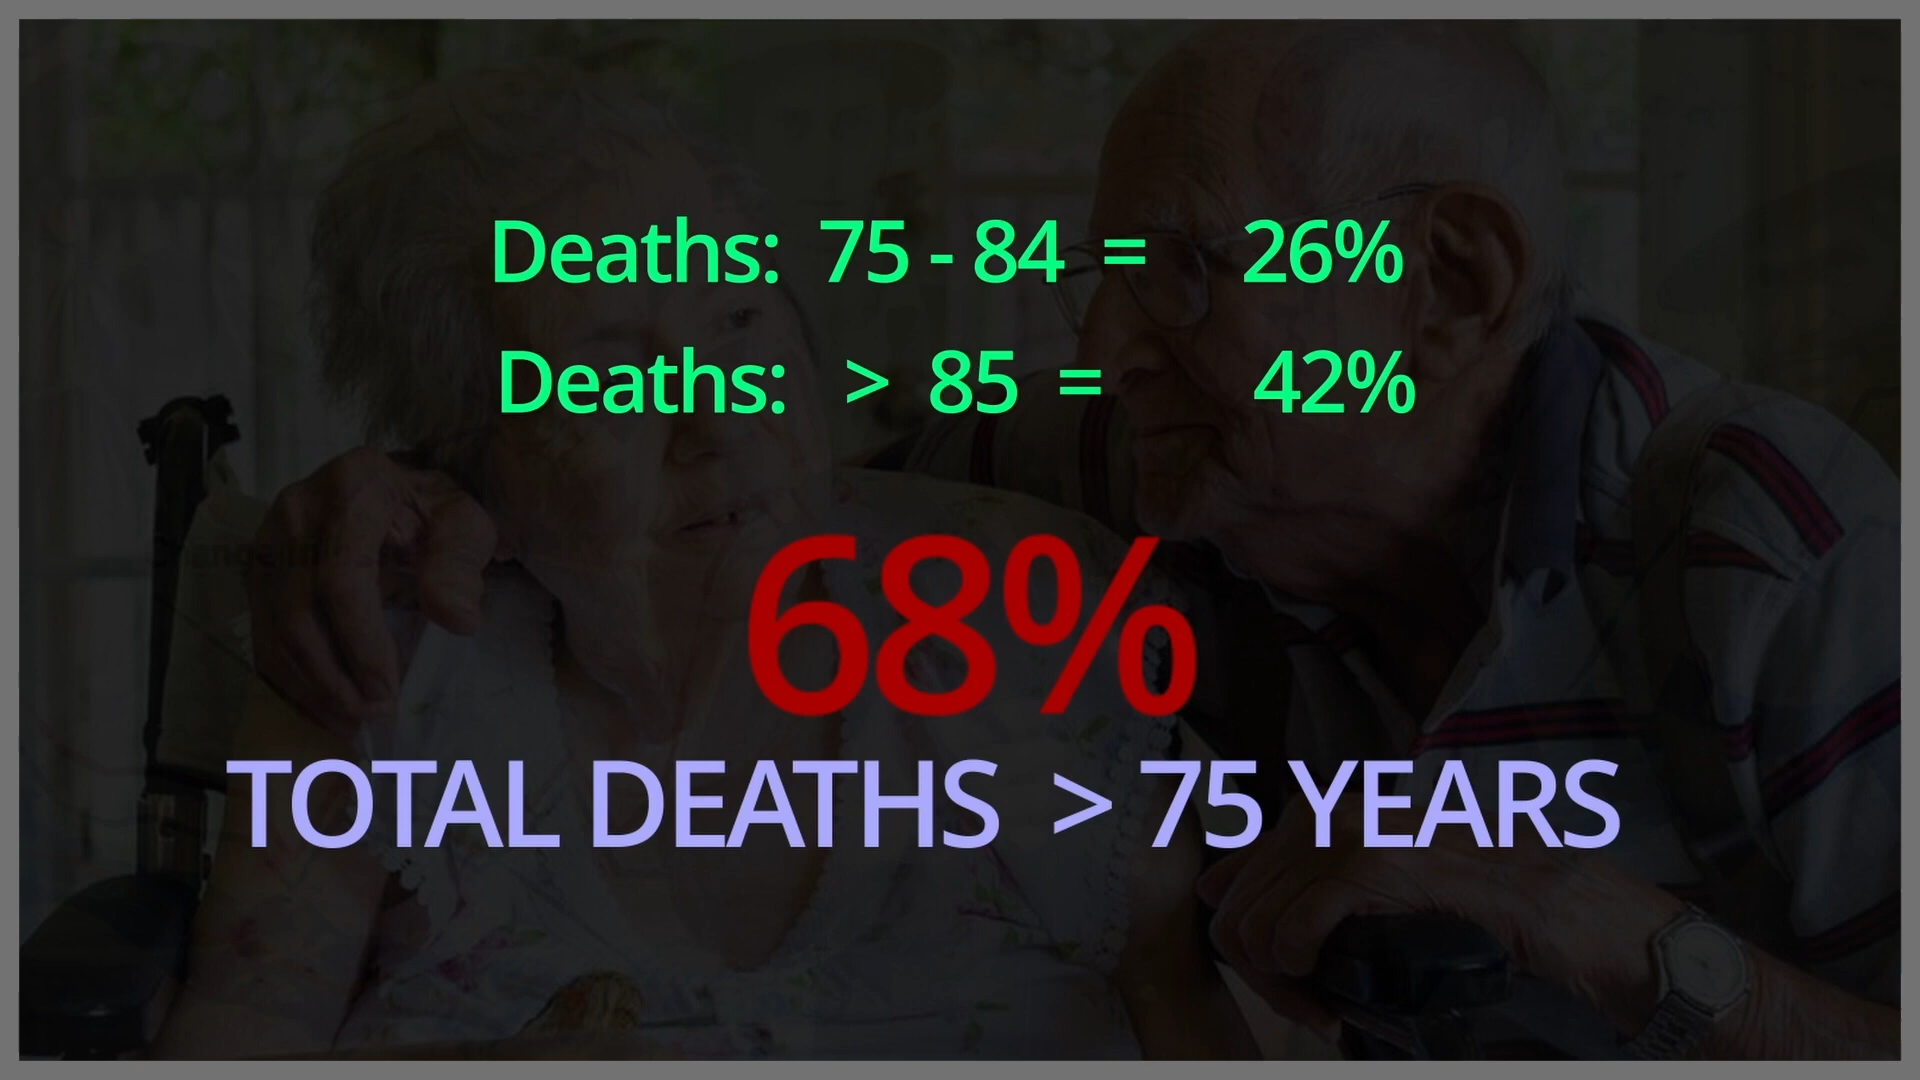 Deaths: 75 - 84 = 26%
Deaths: > 85 = 42%
68%
TOTAL DEATHS > 75 YEARS